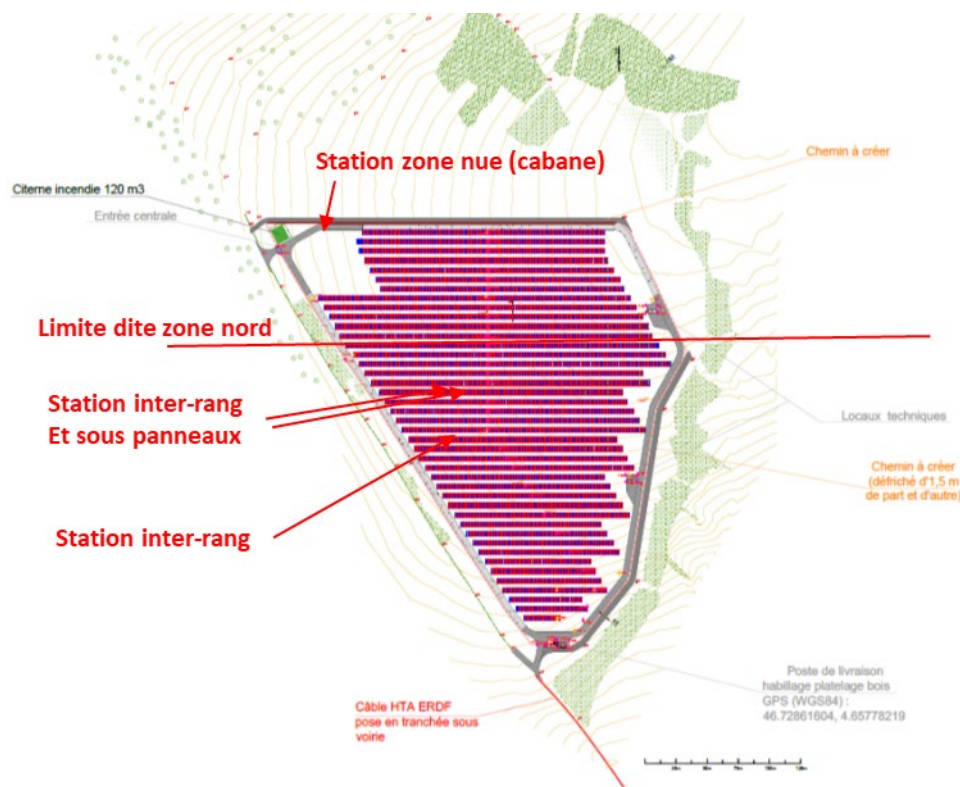 Chemin à créer
Station zone nue (cabane)
Citerne incendie 120 m3
Entrée centrale
Limite dite zone nord
Station inter-rang
Et sous panneaux
Locaux techniques
Chemin à créer
(défriché d'1,5 m
de part et d'autre)
Station inter-rang
Poste de livraison
habillage platelage bois
GPS (WGS84) :
46.72861604, 4.65778219
Câble HTA ERDF
pose en tranchée sous
voirie